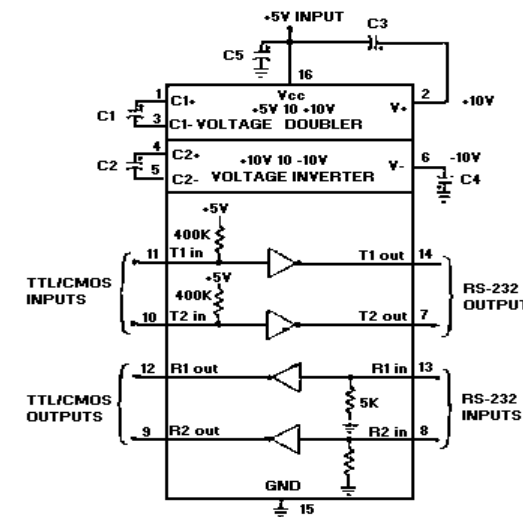 +5V INPUT
C3
C5
16
1 C1+ Vcc 2
+5V 10 +10V V+ +10V
C1
3 C1- VOLTAGE DOUBLER
4 C2+ 6 -10V
+10V 10 -10V V-
C2
5 C2- VOLTAGE INVERTER C4
+5V
400K
11 T1 in T1 out 14
+5V
TTL/CMOS INPUTS
RS-232 OUTPUT
400K
10 T2 in T2 out 7
12 R1 out R1 in 13
TTL/CMOS OUTPUTS
5K
RS-232 INPUTS
9 R2 out R2 in 8
GND
15